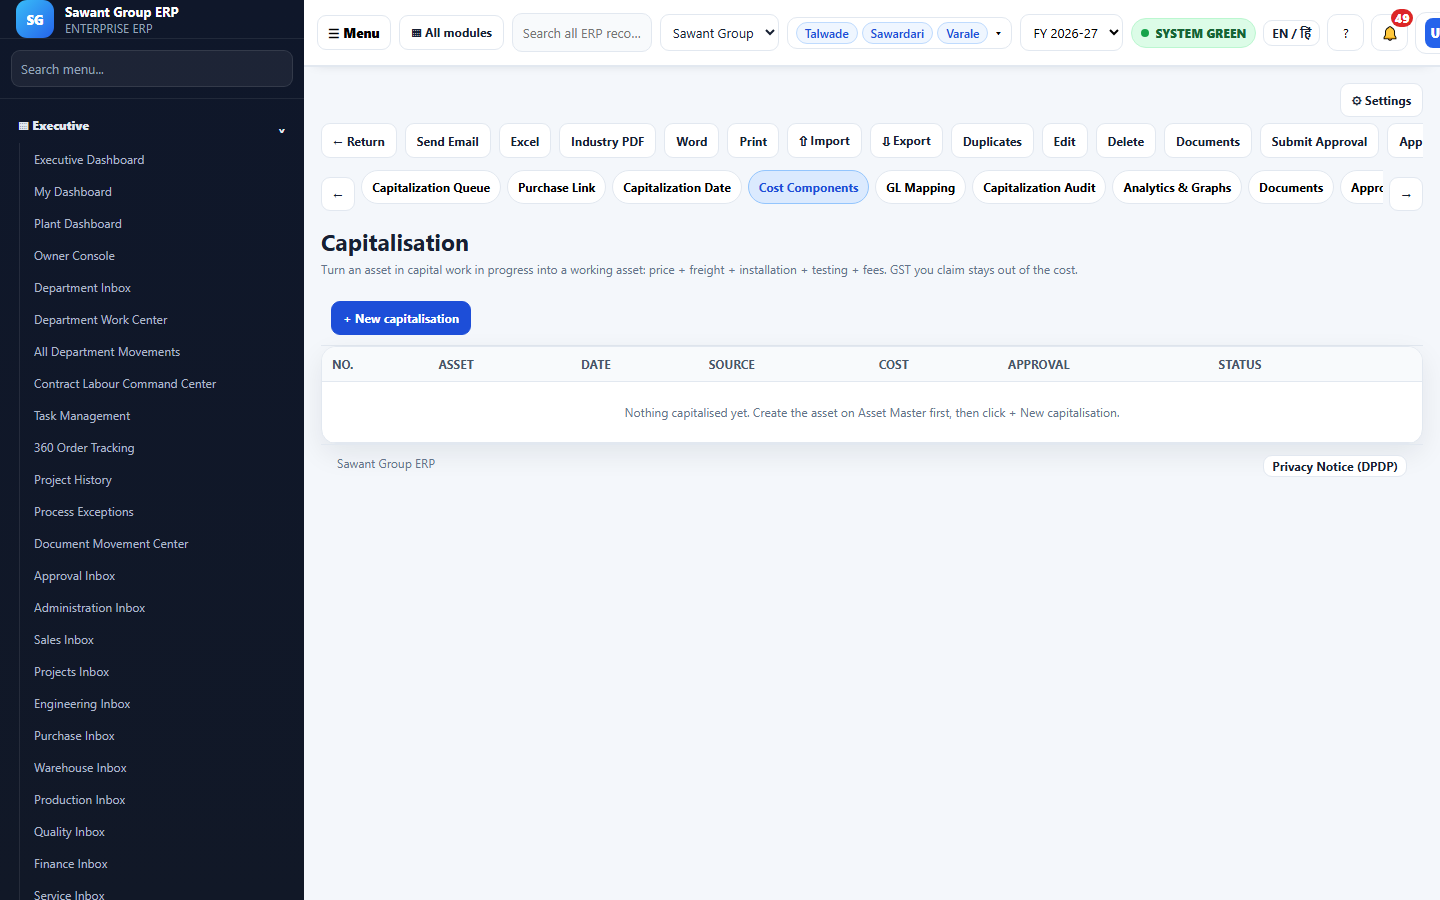 SG
Sawant Group ERP
ENTERPRISE ERP
Search menu...
Executive
Executive Dashboard
My Dashboard
Plant Dashboard
Owner Console
Department Inbox
Department Work Center
All Department Movements
Contract Labour Command Center
Task Management
360 Order Tracking
Project History
Process Exceptions
Document Movement Center
Approval Inbox
Administration Inbox
Sales Inbox
Projects Inbox
Engineering Inbox
Purchase Inbox
Warehouse Inbox
Production Inbox
Quality Inbox
Finance Inbox
Service Inbox
☰ Menu
All modules
Search all ERP reco...
Sawant Group
Talwade
Sawardari
Varale
FY 2026-27
SYSTEM GREEN
EN / हिं
?
49
U
⚙ Settings
← Return
Send Email
Excel
Industry PDF
Word
Print
⇧ Import
⇩ Export
Duplicates
Edit
Delete
Documents
Submit Approval
App
←
Capitalization Queue
Purchase Link
Capitalization Date
Cost Components
GL Mapping
Capitalization Audit
Analytics & Graphs
Documents
Appro
→
Capitalisation
Turn an asset in capital work in progress into a working asset: price + freight + installation + testing + fees. GST you claim stays out of the cost.
+ New capitalisation
NO. ASSET DATE SOURCE COST APPROVAL STATUS
Nothing capitalised yet. Create the asset on Asset Master first, then click + New capitalisation.
Sawant Group ERP
Privacy Notice (DPDP)